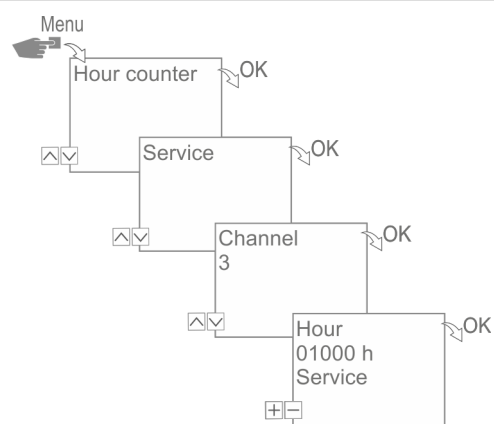 Menu
Hour counter
OK
Service
OK
Channel
3
OK
Hour
01000 h
Service
OK